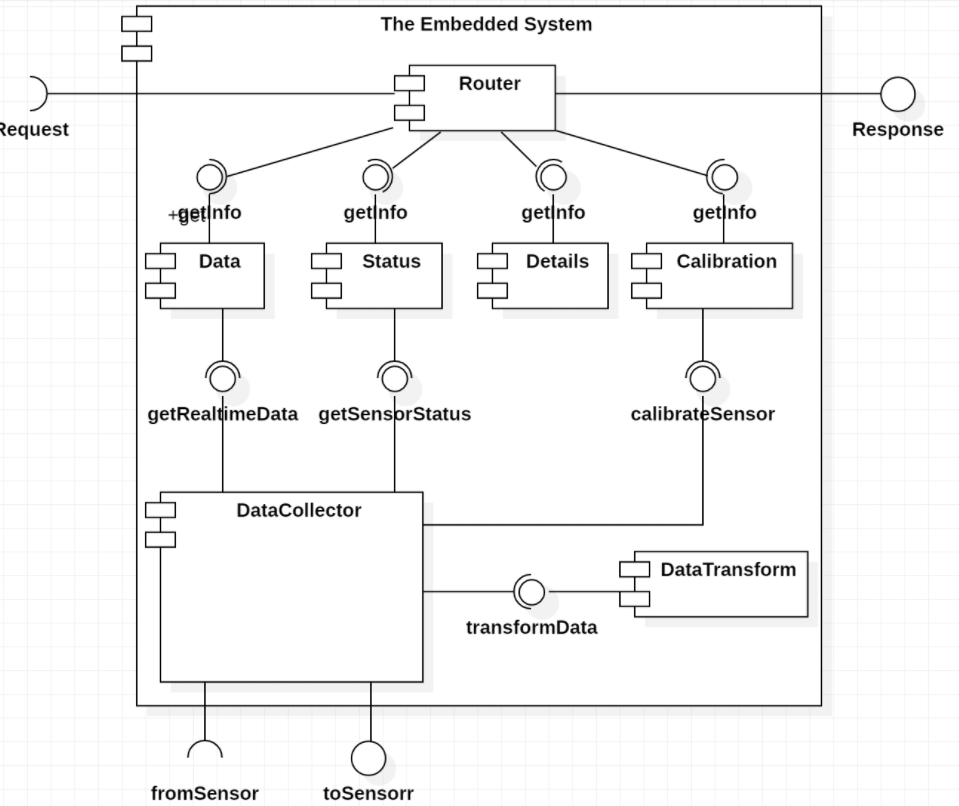 The Embedded System
Router
Request
Response
+get
getInfo
getInfo
getInfo
getInfo
Data
Status
Details
Calibration
getRealtimeData
getSensorStatus
calibrateSensor
DataCollector
DataTransform
transformData
fromSensor
toSensorr